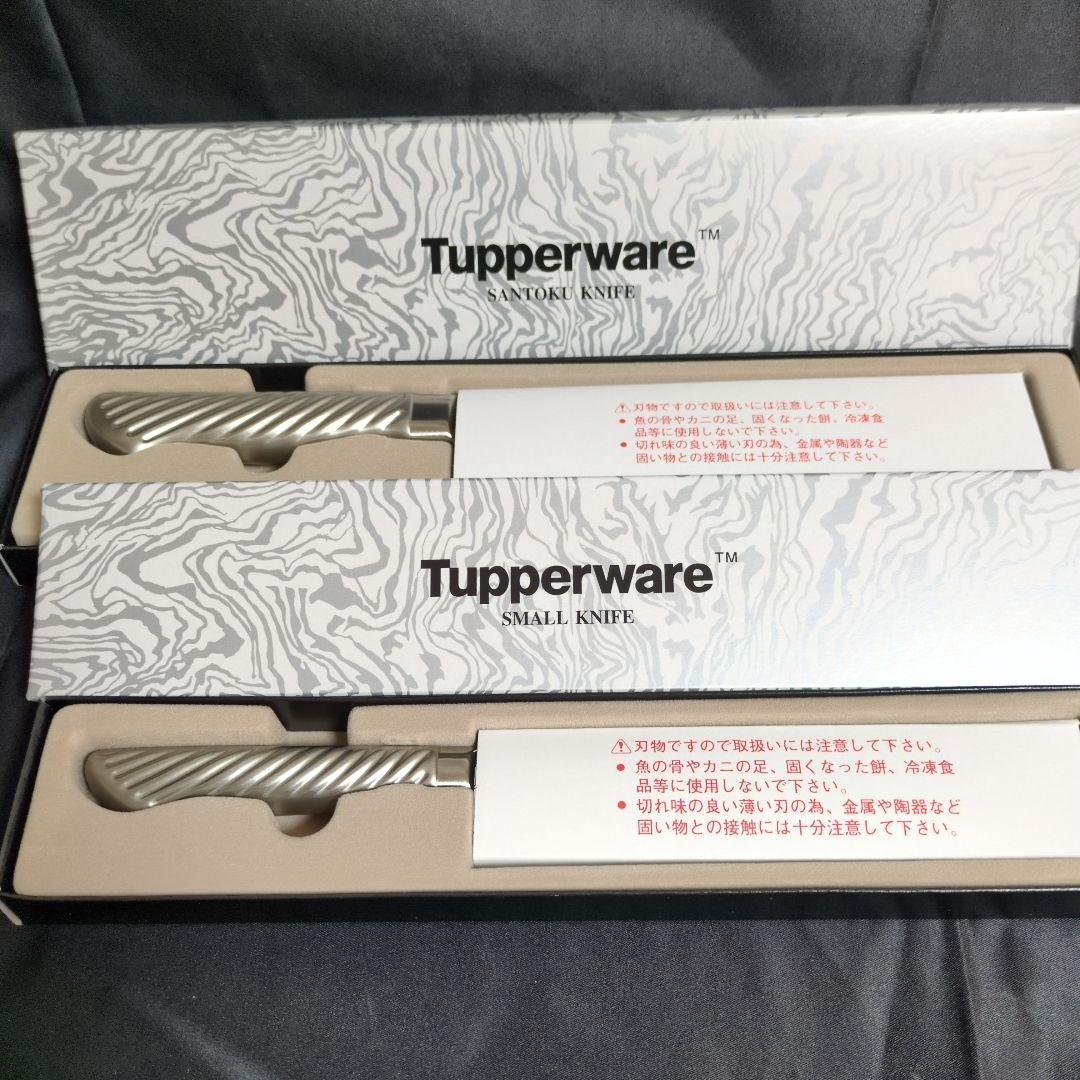 Tupperware™
SANTOKU KNIFE
⚠刃物ですので取扱いには注意して下さい。
● 魚の骨やカニの足、固くなった餅、冷凍食
品等に使用しないで下さい。
● 切れ味の良い薄い刃の為、金属や陶器など
固い物との接触には十分注意して下さい。
Tupperware™
SMALL KNIFE
⚠刃物ですので取扱いには注意して下さい。
● 魚の骨やカニの足、固くなった餅、冷凍食
品等に使用しないで下さい。
● 切れ味の良い薄い刃の為、金属や陶器など
固い物との接触には十分注意して下さい。